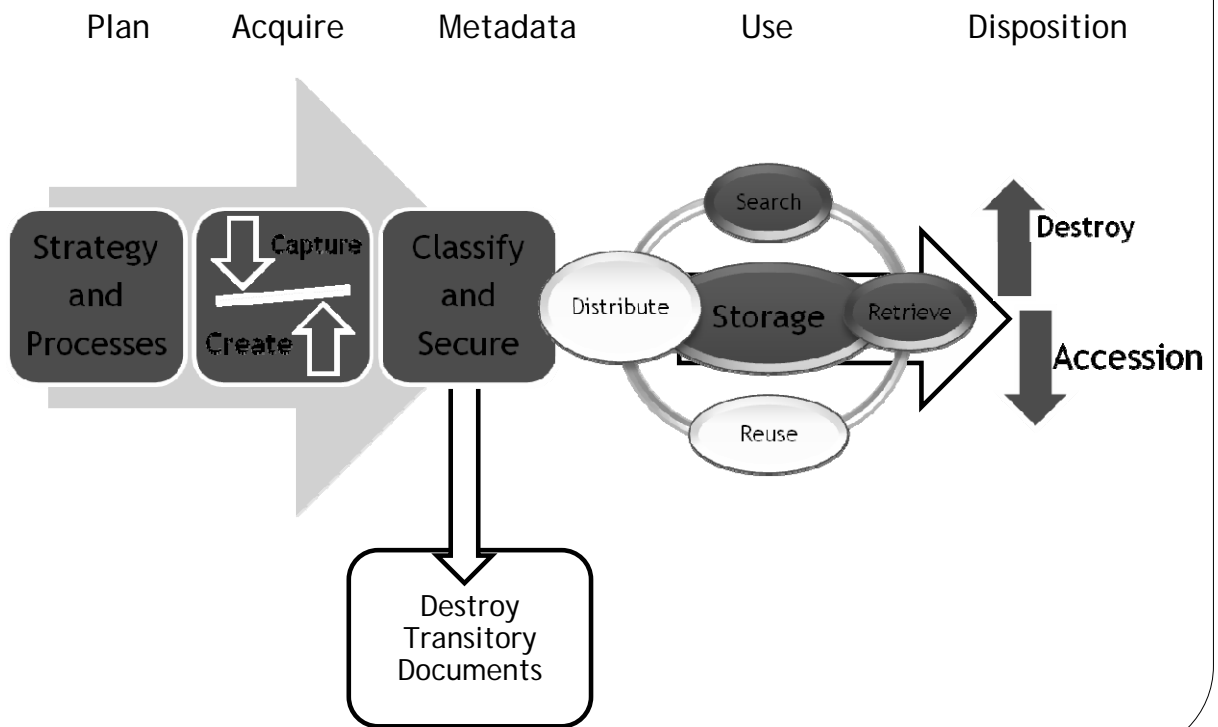 Plan Acquire Metadata Use Disposition
Strategy
and
Processes
Capture
Create
Classify
and
Secure
Search
Distribute
Storage
Retrieve
Reuse
Destroy
Accession
Destroy
Transitory
Documents